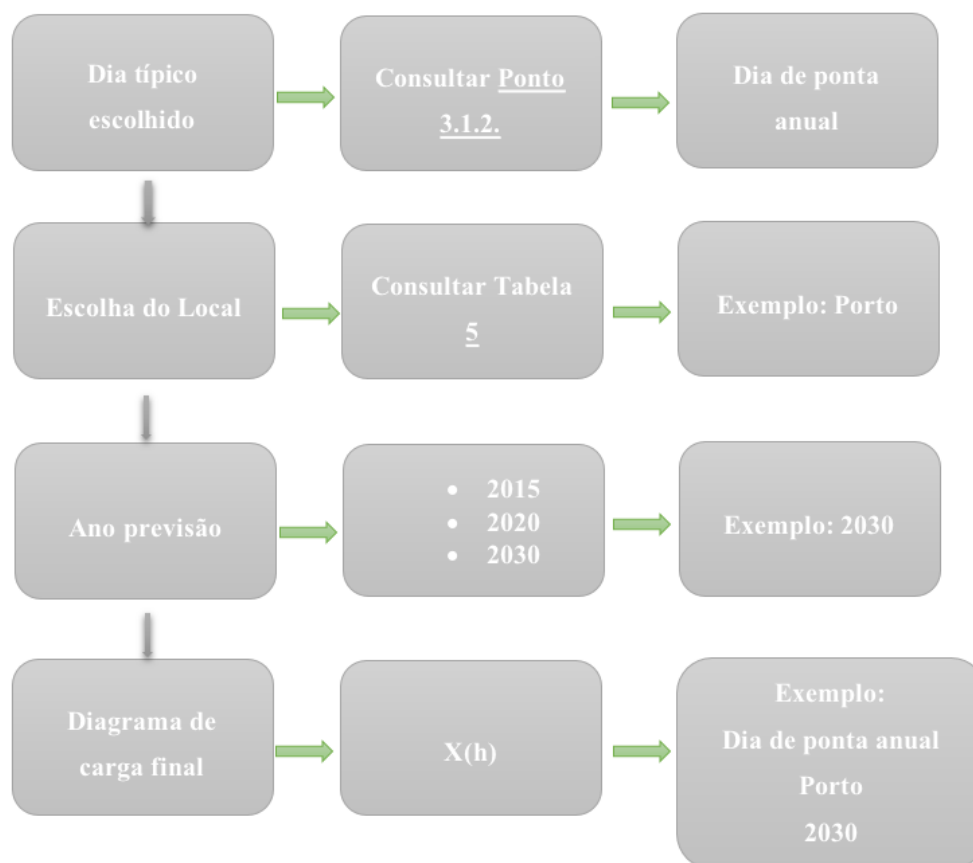 Dia típico
escolhido
Consultar Ponto
3.1.2.
Dia de ponta
anual
Escolha do Local
Consultar Tabela
5
Exemplo: Porto
Ano previsão
• 2015
• 2020
• 2030
Exemplo: 2030
Diagrama de
carga final
X(h)
Exemplo:
Dia de ponta anual
Porto
2030